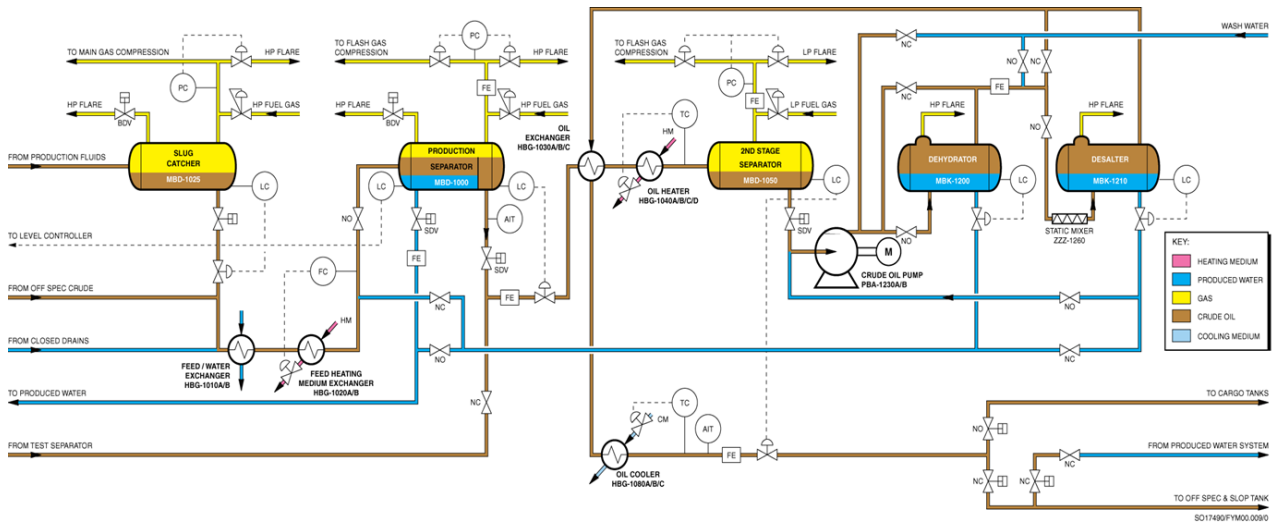 WASH WATER
TO MAIN GAS COMPRESSION
HP FLARE
PC
HP FLARE
BDV
HP FUEL GAS
PC
TO FLASH GAS
COMPRESSION
PC
HP FLARE
FE
HP FLARE
BDV
HP FUEL GAS
TO FLASH GAS
COMPRESSION
LP FLARE
PC
FE
LP FUEL GAS
NC
NO
NC
NC
FE
HP FLARE
NO
HP FLARE
FROM PRODUCTION FLUIDS
SLUG
CATCHER
MBD-1025
LC
PRODUCTION
SEPARATOR
MBD-1000
LC
LC
OIL
EXCHANGER
HBG-1030A/B/C
TC
HM
OIL HEATER
HBG-1040A/B/C/D
2ND STAGE
SEPARATOR
MBD-1050
LC
DEHYDRATOR
MBK-1200
LC
DESALTER
MBK-1210
LC
NO
SDV
AIT
SDV
SDV
NO
M
CRUDE OIL PUMP
PBA-1230A/B
STATIC MIXER
ZZZ-1260
TO LEVEL CONTROLLER
FE
FC
FROM OFF SPEC CRUDE
FE
NC
NO
HM
FROM CLOSED DRAINS
NO
NC
FEED / WATER
EXCHANGER
HBG-1010A/B
FEED HEATING
MEDIUM EXCHANGER
HBG-1020A/B
TO PRODUCED WATER
NC
FROM TEST SEPARATOR
TC
CM
AIT
FE
OIL COOLER
HBG-1080A/B/C
KEY:
HEATING MEDIUM
PRODUCED WATER
GAS
CRUDE OIL
COOLING MEDIUM
TO CARGO TANKS
NO
FROM PRODUCED WATER SYSTEM
NC
NC
NC
TO OFF SPEC & SLOP TANK
SO17490/FYM00.009/0